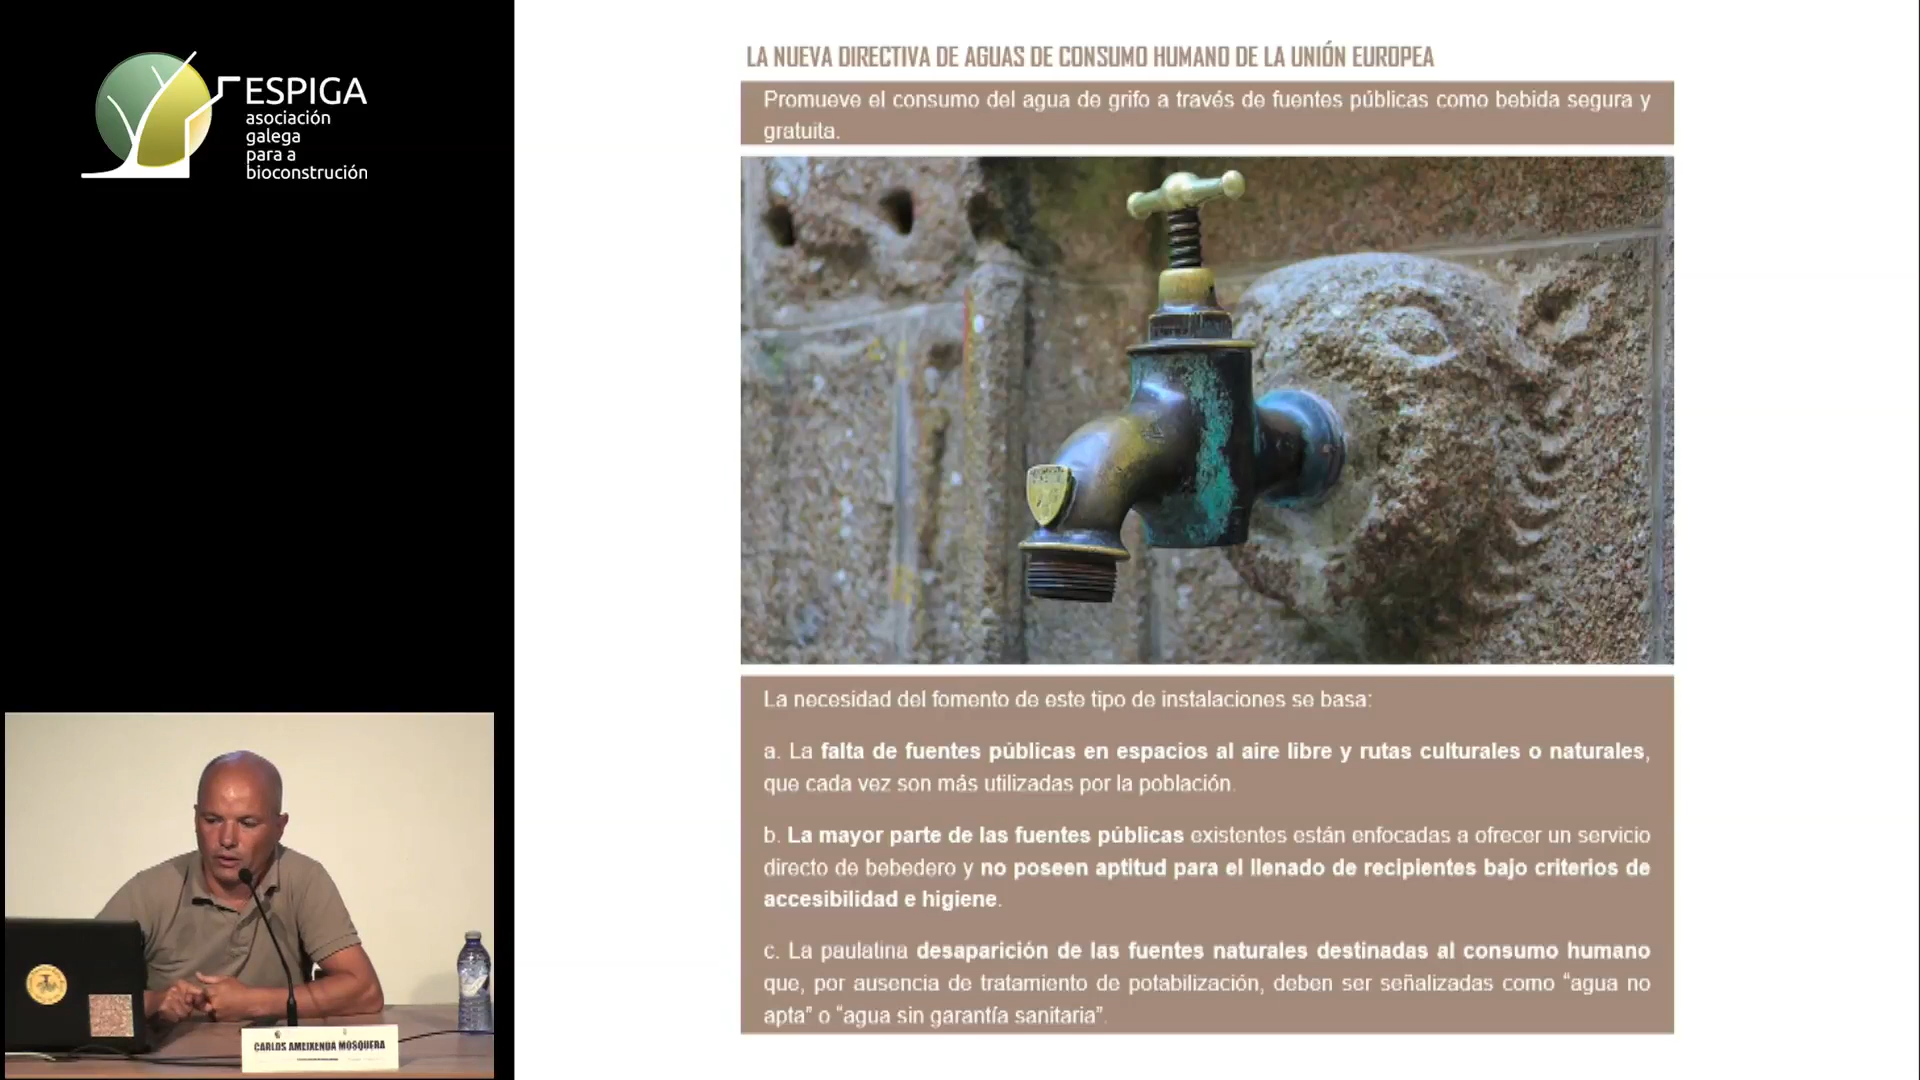 ESPIGA
asociación
galega
para a
bioconstrución
LA NUEVA DIRECTIVA DE AGUAS DE CONSUMO HUMANO DE LA UNIÓN EUROPEA
Promueve el consumo del agua de grifo a través de fuentes públicas como bebida segura y
gratuita.
La necesidad del fomento de este tipo de instalaciones se basa:
a. La falta de fuentes públicas en espacios al aire libre y rutas culturales o naturales,
que cada vez son más utilizadas por la población.
b. La mayor parte de las fuentes públicas existentes están enfocadas a ofrecer un servicio
directo de bebedero y no poseen aptitud para el llenado de recipientes bajo criterios de
accesibilidad e higiene.
c. La paulatina desaparición de las fuentes naturales destinadas al consumo humano
que, por ausencia de tratamiento de potabilización, deben ser señalizadas como “agua no
apta” o “agua sin garantía sanitaria”.
CARLOS AMEIXENDA MOSQUERA